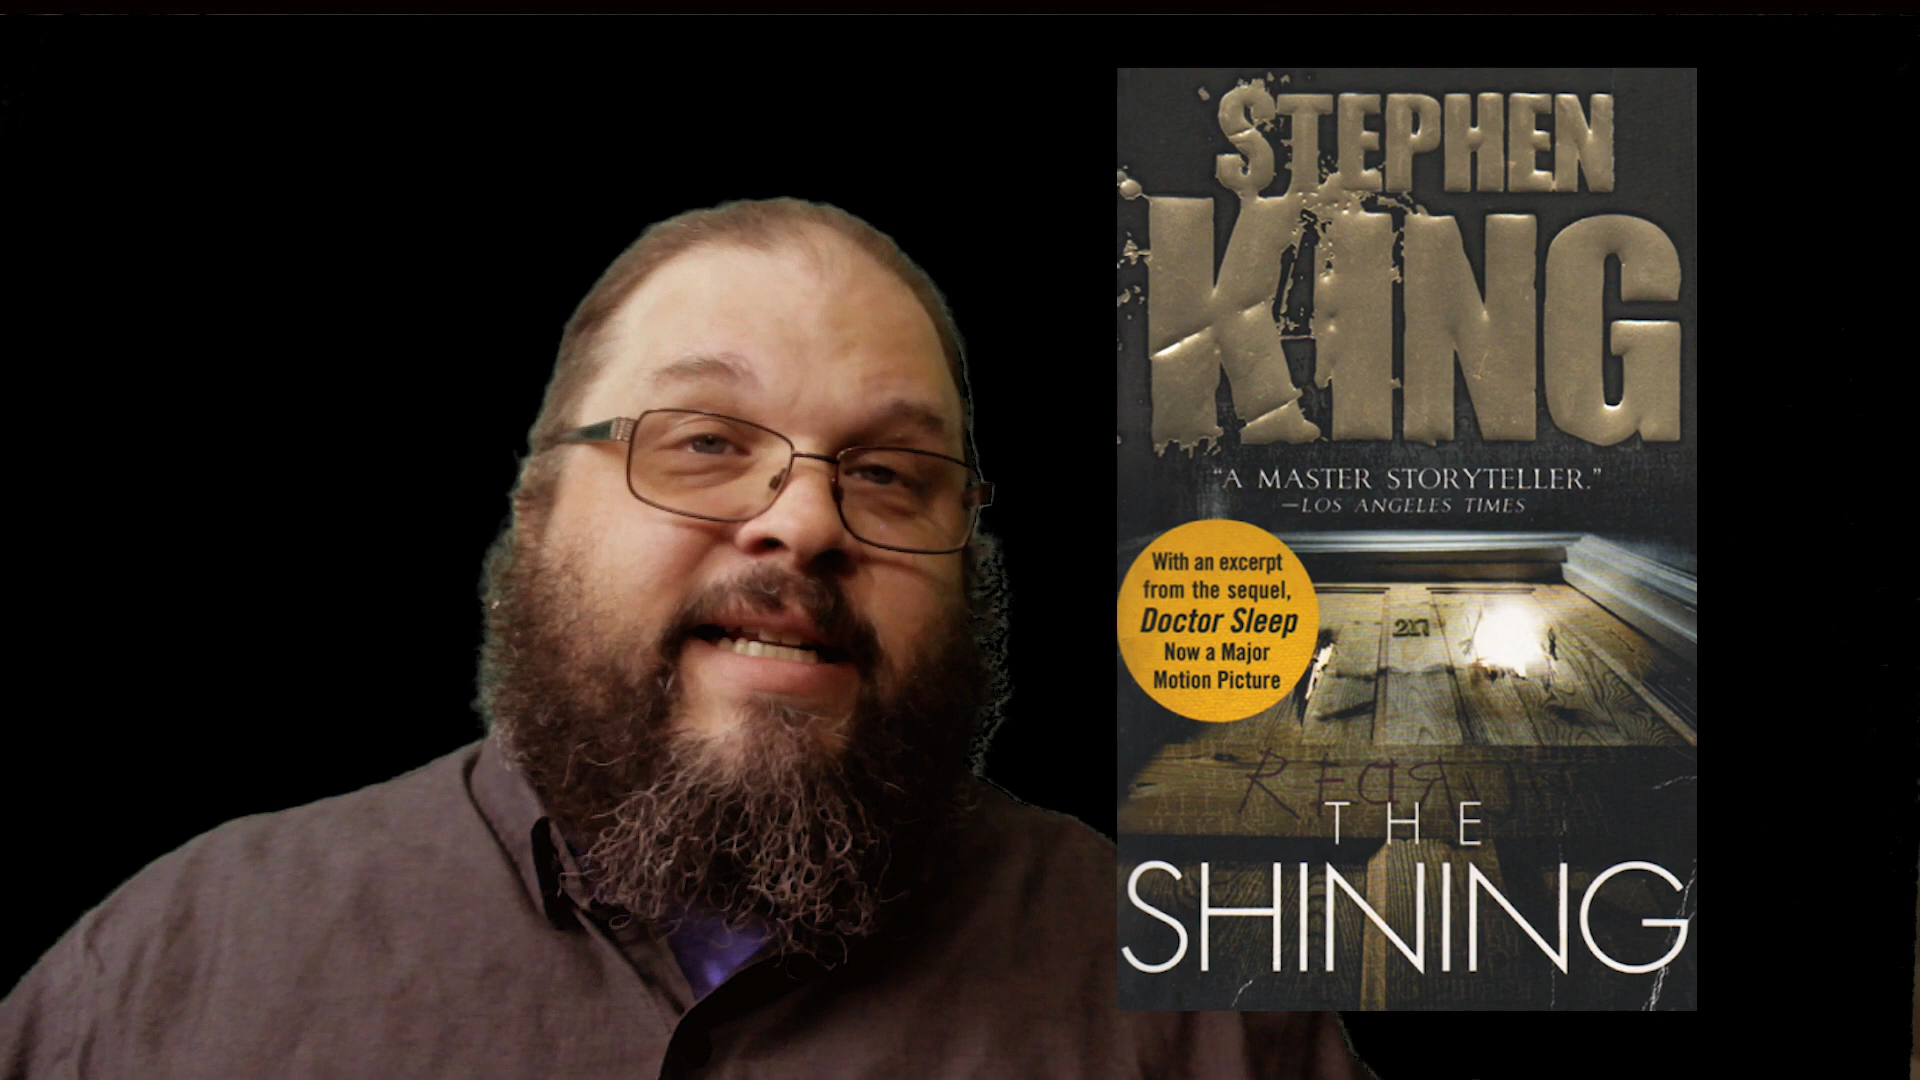 STEPHEN
KING
"A MASTER STORYTELLER."
—LOS ANGELES TIMES
With an excerpt
from the sequel,
Doctor Sleep
Now a Major
Motion Picture
217
REDR
THE
SHINING